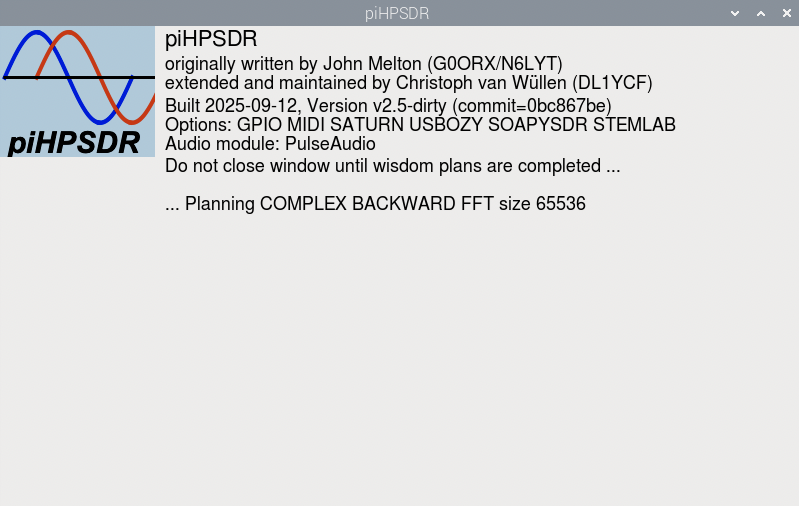 piHPSDR
piHPSDR
originally written by John Melton (G0ORX/N6LYT)
extended and maintained by Christoph van Wüllen (DL1YCF)
Built 2025-09-12, Version v2.5-dirty (commit=0bc867be)
Options: GPIO MIDI SATURN USBOZY SOAPYSDR STEMLAB
Audio module: PulseAudio
piHPSDR
Do not close window until wisdom plans are completed ...
... Planning COMPLEX BACKWARD FFT size 65536